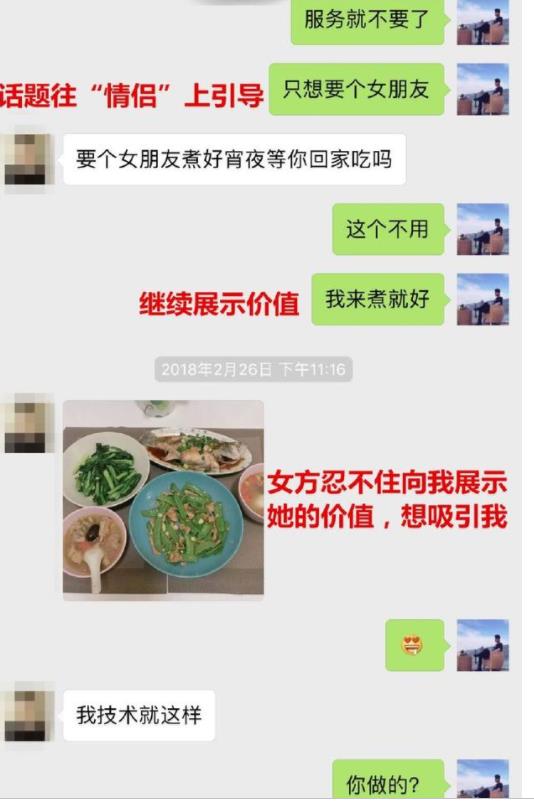 服务就不要了
话题往“情侣”上引导
只想要个女朋友
要个女朋友煮好宵夜等你回家吃吗
这个不用
继续展示价值
我来煮就好
2018年2月26日 下午11:16
女方忍不住向我展示
她的价值，想吸引我
我技术就这样
你做的?